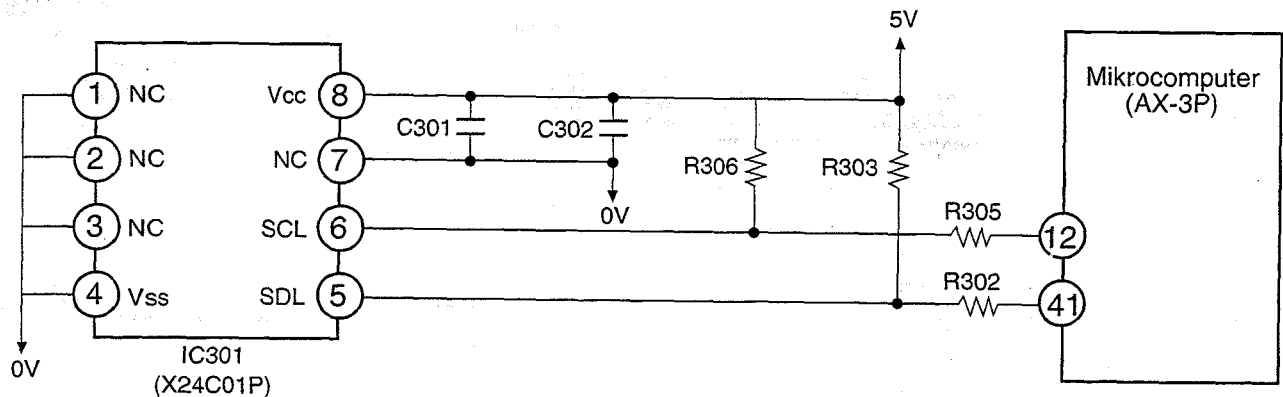 5V
Mikrocomputer
(AX-3P)
1 NC Vcc 8
C301 C302
2 NC NC 7
R306 R303
0V
3 NC SCL 6
R305
12
4 Vss SDL 5
R302
41
0V
IC301
(X24C01P)